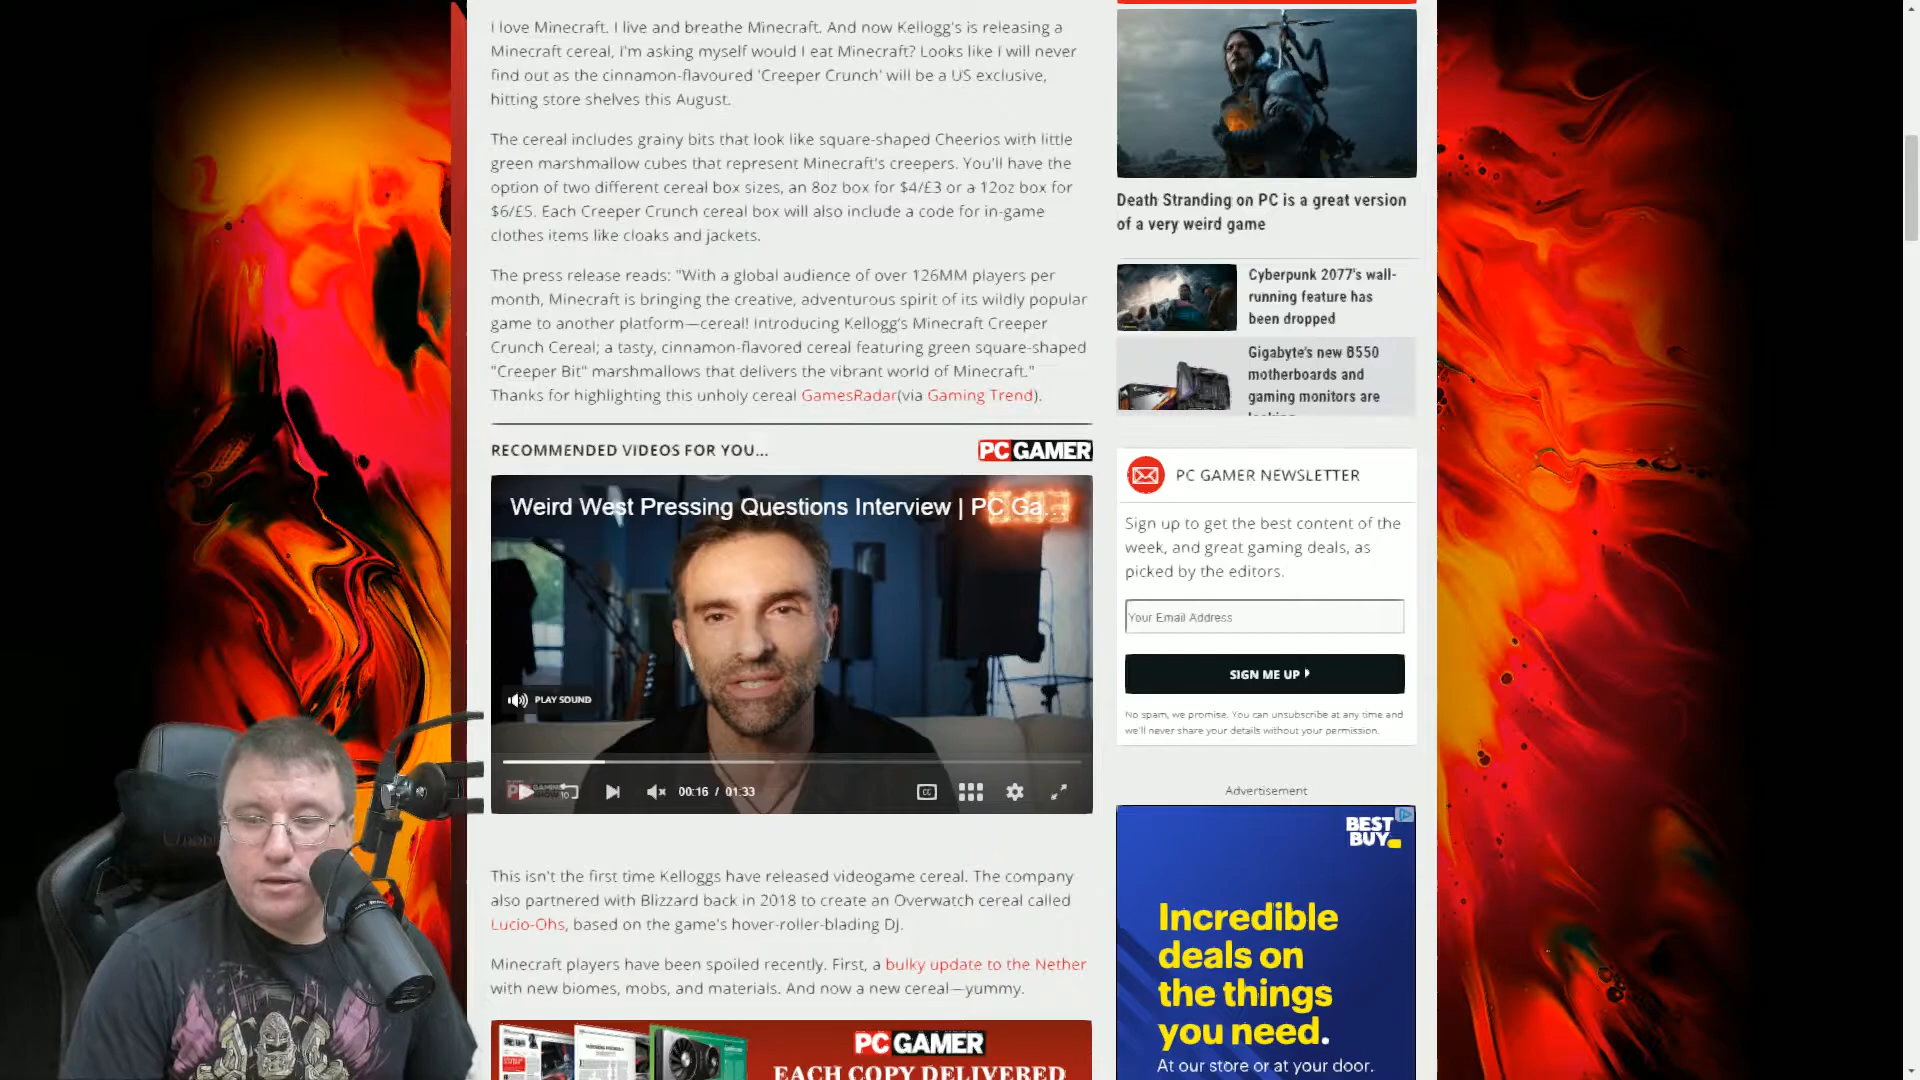 I love Minecraft. I live and breathe Minecraft. And now Kellogg's is releasing a
Minecraft cereal, I'm asking myself would I eat Minecraft? Looks like I will never
find out as the cinnamon-flavoured 'Creeper Crunch' will be a US exclusive,
hitting store shelves this August.
The cereal includes grainy bits that look like square-shaped Cheerios with little
green marshmallow cubes that represent Minecraft's creepers. You'll have the
option of two different cereal box sizes, an 8oz box for $4/£3 or a 12oz box for
$6/£5. Each Creeper Crunch cereal box will also include a code for in-game
clothes items like cloaks and jackets.
The press release reads: "With a global audience of over 126MM players per
month, Minecraft is bringing the creative, adventurous spirit of its wildly popular
game to another platform—cereal! Introducing Kellogg's Minecraft Creeper
Crunch Cereal; a tasty, cinnamon-flavored cereal featuring green square-shaped
"Creeper Bit" marshmallows that delivers the vibrant world of Minecraft."
Thanks for highlighting this unholy cereal GamesRadar(via Gaming Trend).
RECOMMENDED VIDEOS FOR YOU...
PC GAMER
Weird West Pressing Questions Interview | PC Ga...
PLAY SOUND
00:16 / 01:33
CC
This isn't the first time Kelloggs have released videogame cereal. The company
also partnered with Blizzard back in 2018 to create an Overwatch cereal called
Lucio-Ohs, based on the game's hover-roller-blading DJ.
Minecraft players have been spoiled recently. First, a bulky update to the Nether
with new biomes, mobs, and materials. And now a new cereal—yummy.
PC GAMER
EACH COPY DELIVERED
Death Stranding on PC is a great version
of a very weird game
Cyberpunk 2077's wall-
running feature has
been dropped
Gigabyte's new B550
motherboards and
gaming monitors are
PC GAMER NEWSLETTER
Sign up to get the best content of the
week, and great gaming deals, as
picked by the editors.
Your Email Address
SIGN ME UP
No spam, we promise. You can unsubscribe at any time and
we'll never share your details without your permission.
Advertisement
BEST
BUY
Incredible
deals on
the things
you need.
At our store or at your door.